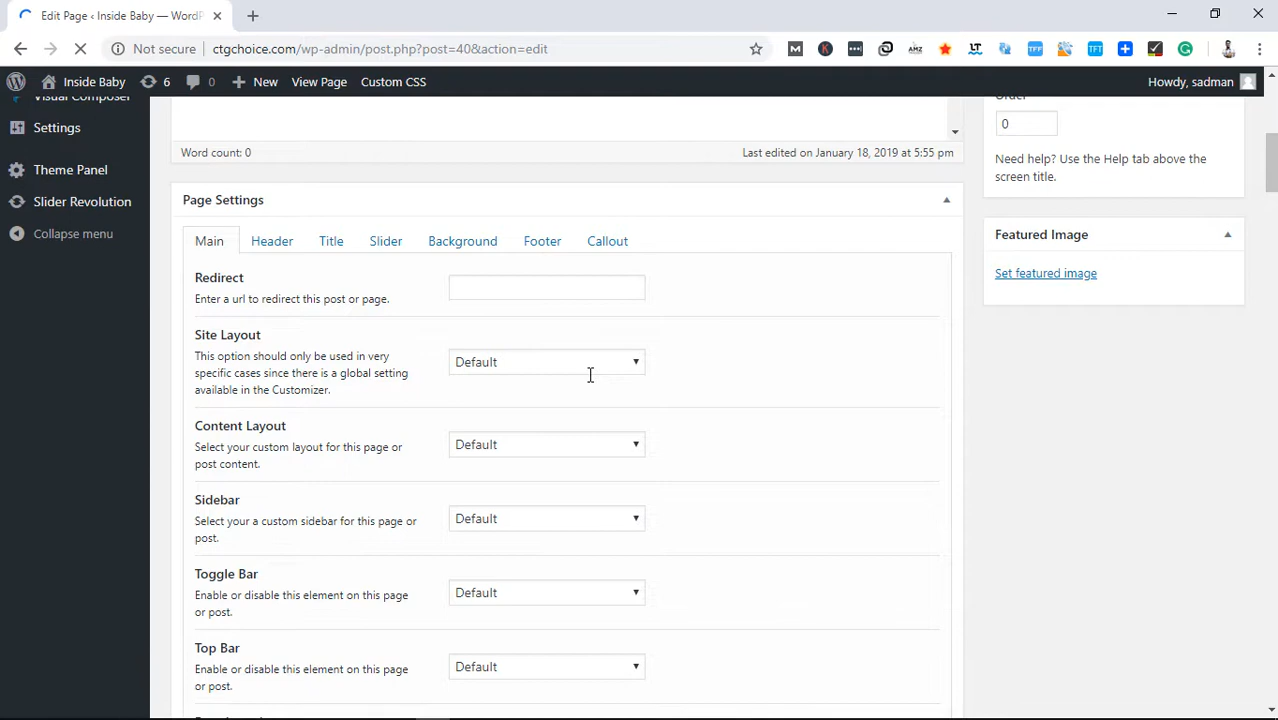 Edit Page ‹ Inside Baby — WordP
Not secure
ctgchoice.com/wp-admin/post.php?post=40&action=edit
Inside Baby
6
0
New
View Page
Custom CSS
Howdy, sadman
Visual Composer
Settings
Theme Panel
Slider Revolution
Collapse menu
Word count: 0
Last edited on January 18, 2019 at 5:55 pm
Page Settings
Main
Header
Title
Slider
Background
Footer
Callout
Redirect
Enter a url to redirect this post or page.
Site Layout
This option should only be used in very
specific cases since there is a global setting
available in the Customizer.
Default
Content Layout
Select your custom layout for this page or
post content.
Default
Sidebar
Select your a custom sidebar for this page or
post.
Default
Toggle Bar
Enable or disable this element on this page
or post.
Default
Top Bar
Enable or disable this element on this page
or post.
Default
Order
0
Need help? Use the Help tab above the
screen title.
Featured Image
Set featured image